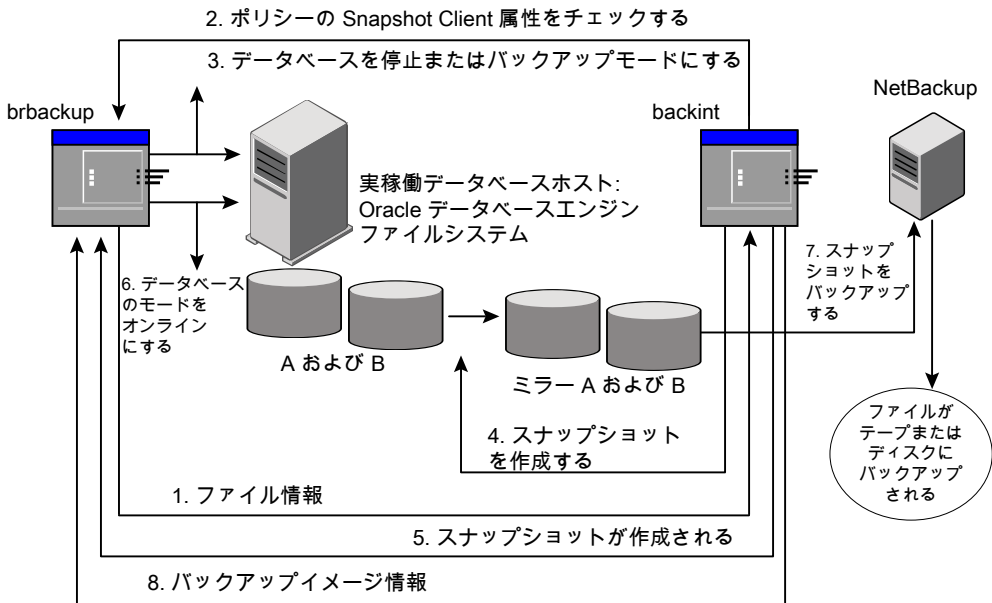 2. ポリシーの Snapshot Client 属性をチェックする
3. データベースを停止またはバックアップモードにする
brbackup
backint
NetBackup
実稼働データベースホスト:
Oracle データベースエンジン
ファイルシステム
6. データベース
のモードを
オンライン
にする
7. スナップ
ショットを
バックアップ
する
A および B
ミラー A および B
4. スナップショット
を作成する
ファイルが
テープまたは
ディスクに
バックアップ
される
1. ファイル情報
5. スナップショットが作成される
8. バックアップイメージ情報